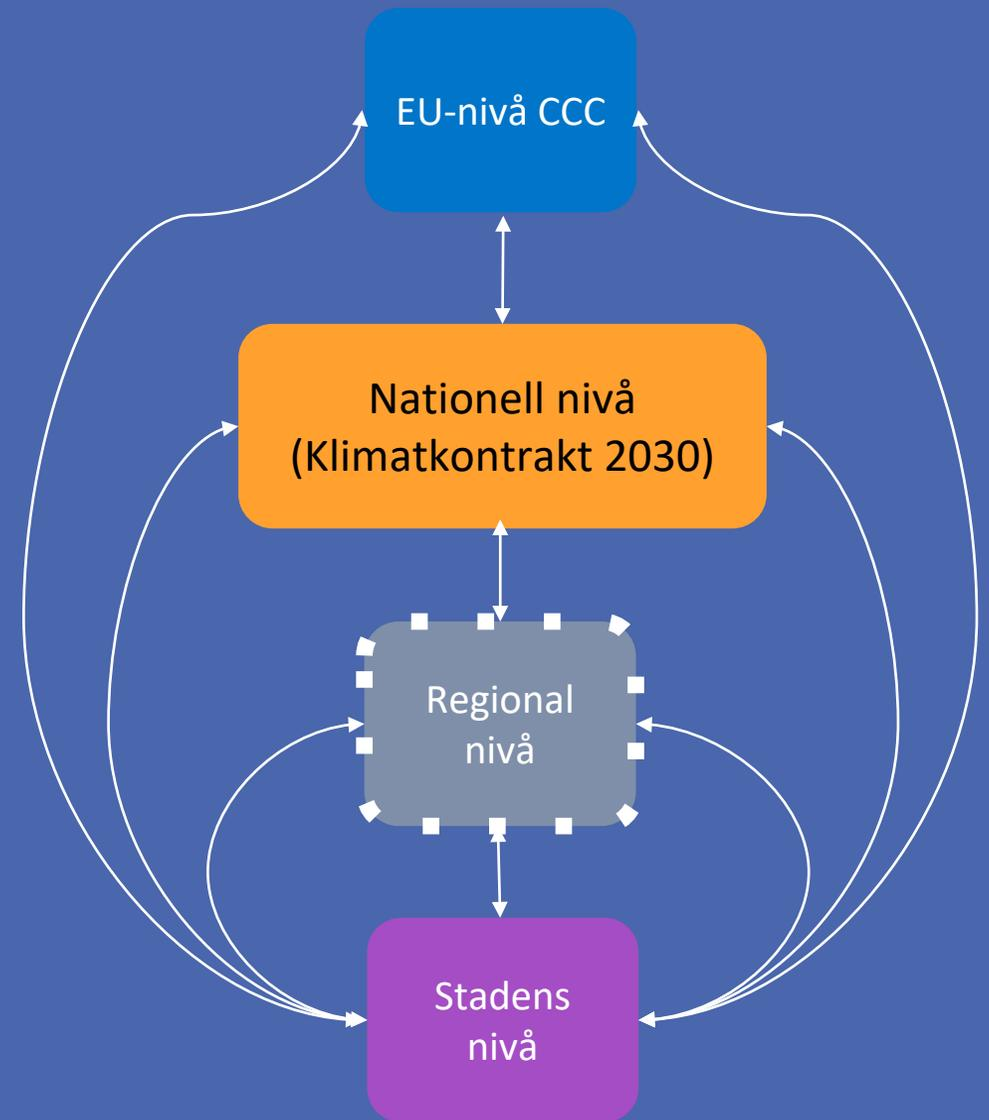 EU-nivå CCC
Nationell nivå
(Klimatkontrakt 2030)
Regional
nivå
Stadens
nivå